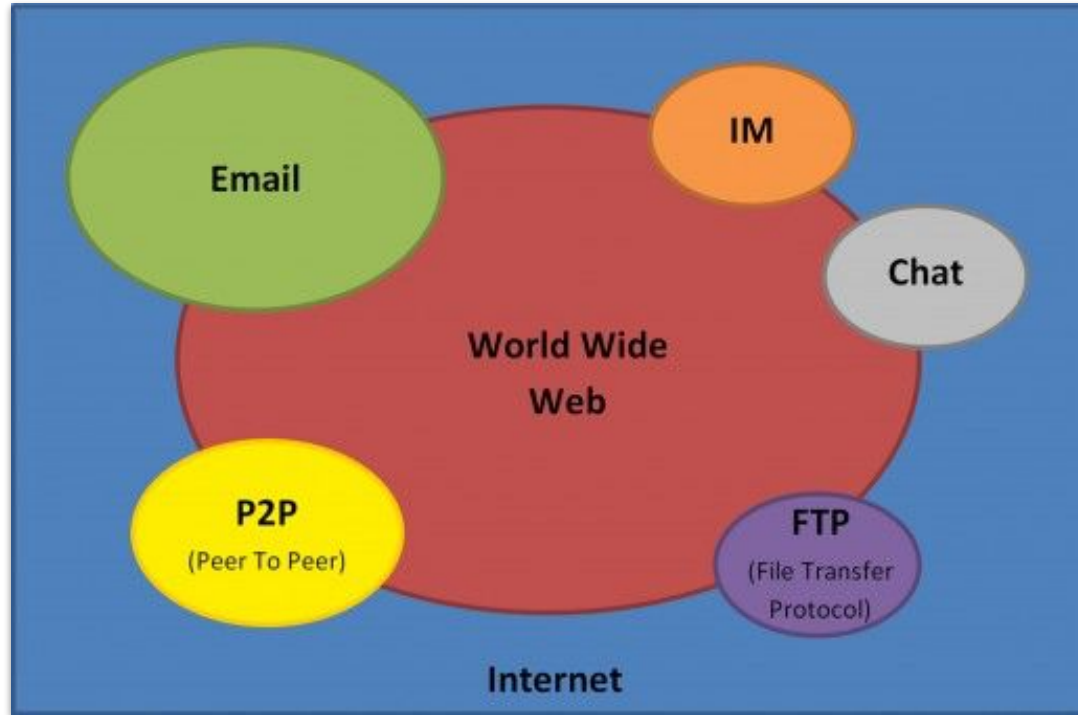 Email
IM
Chat
World Wide
Web
P2P
(Peer To Peer)
FTP
(File Transfer
Protocol)
Internet